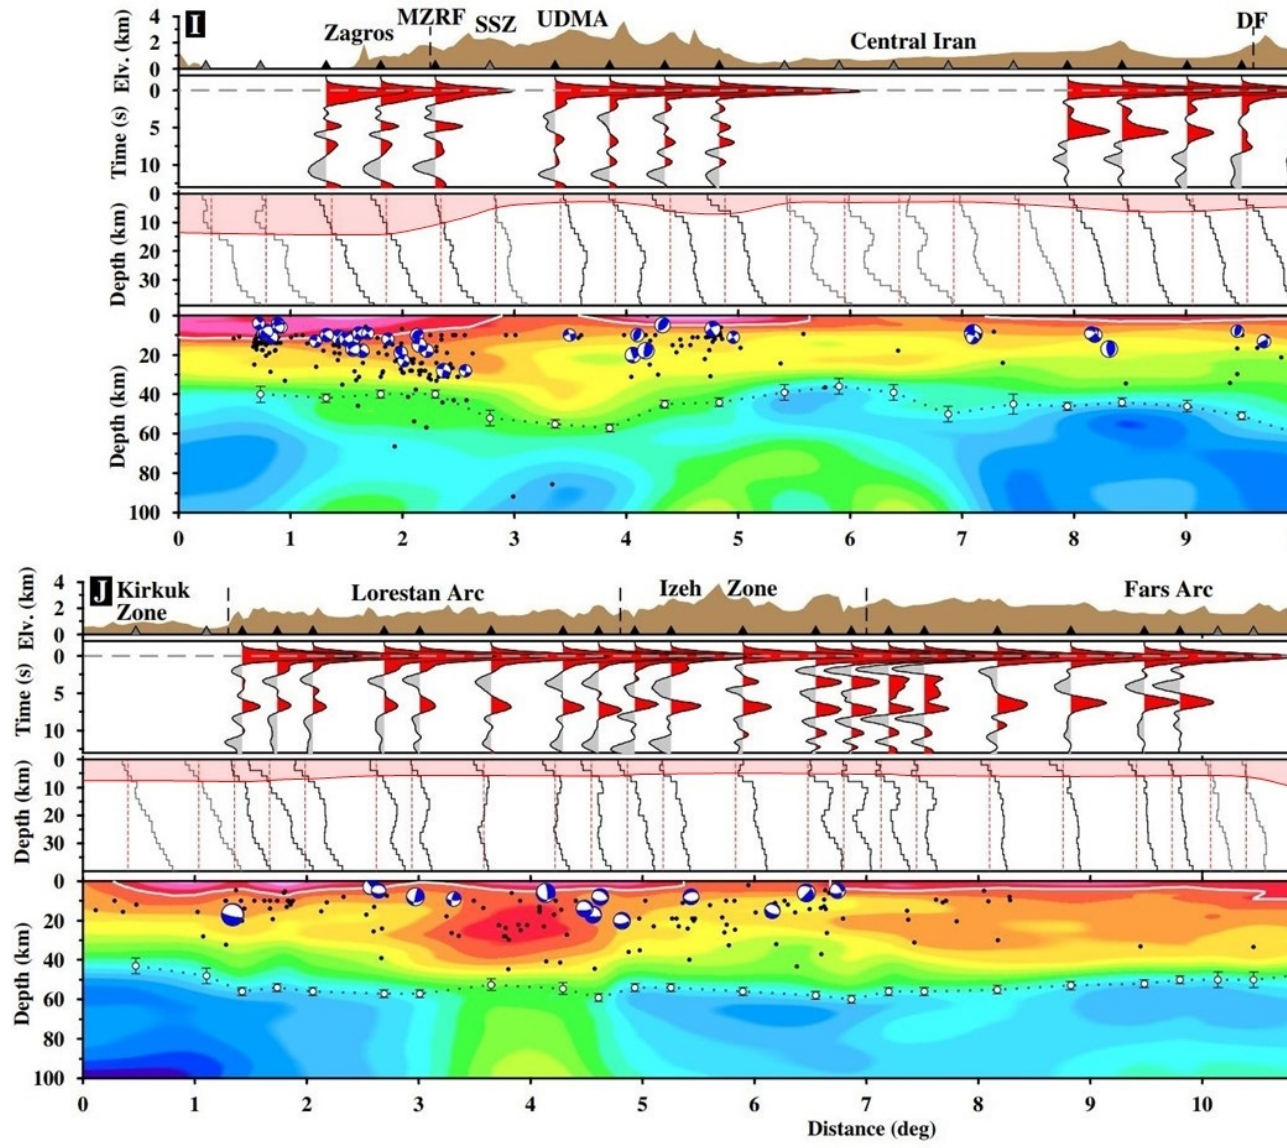 I
Elv. (km)
4
2
0
Zagros
MZRF
SSZ
UDMA
Central Iran
DF
Time (s)
0
5
10
Depth (km)
0
10
20
30
Depth (km)
0
20
40
60
80
100
0 1 2 3 4 5 6 7 8 9
J
Elv. (km)
4
2
0
Kirkuk
Zone
Lorestan Arc
Izeh Zone
Fars Arc
Time (s)
0
5
10
Depth (km)
0
10
20
30
Depth (km)
0
20
40
60
80
100
0 1 2 3 4 5 6 7 8 9 10
Distance (deg)